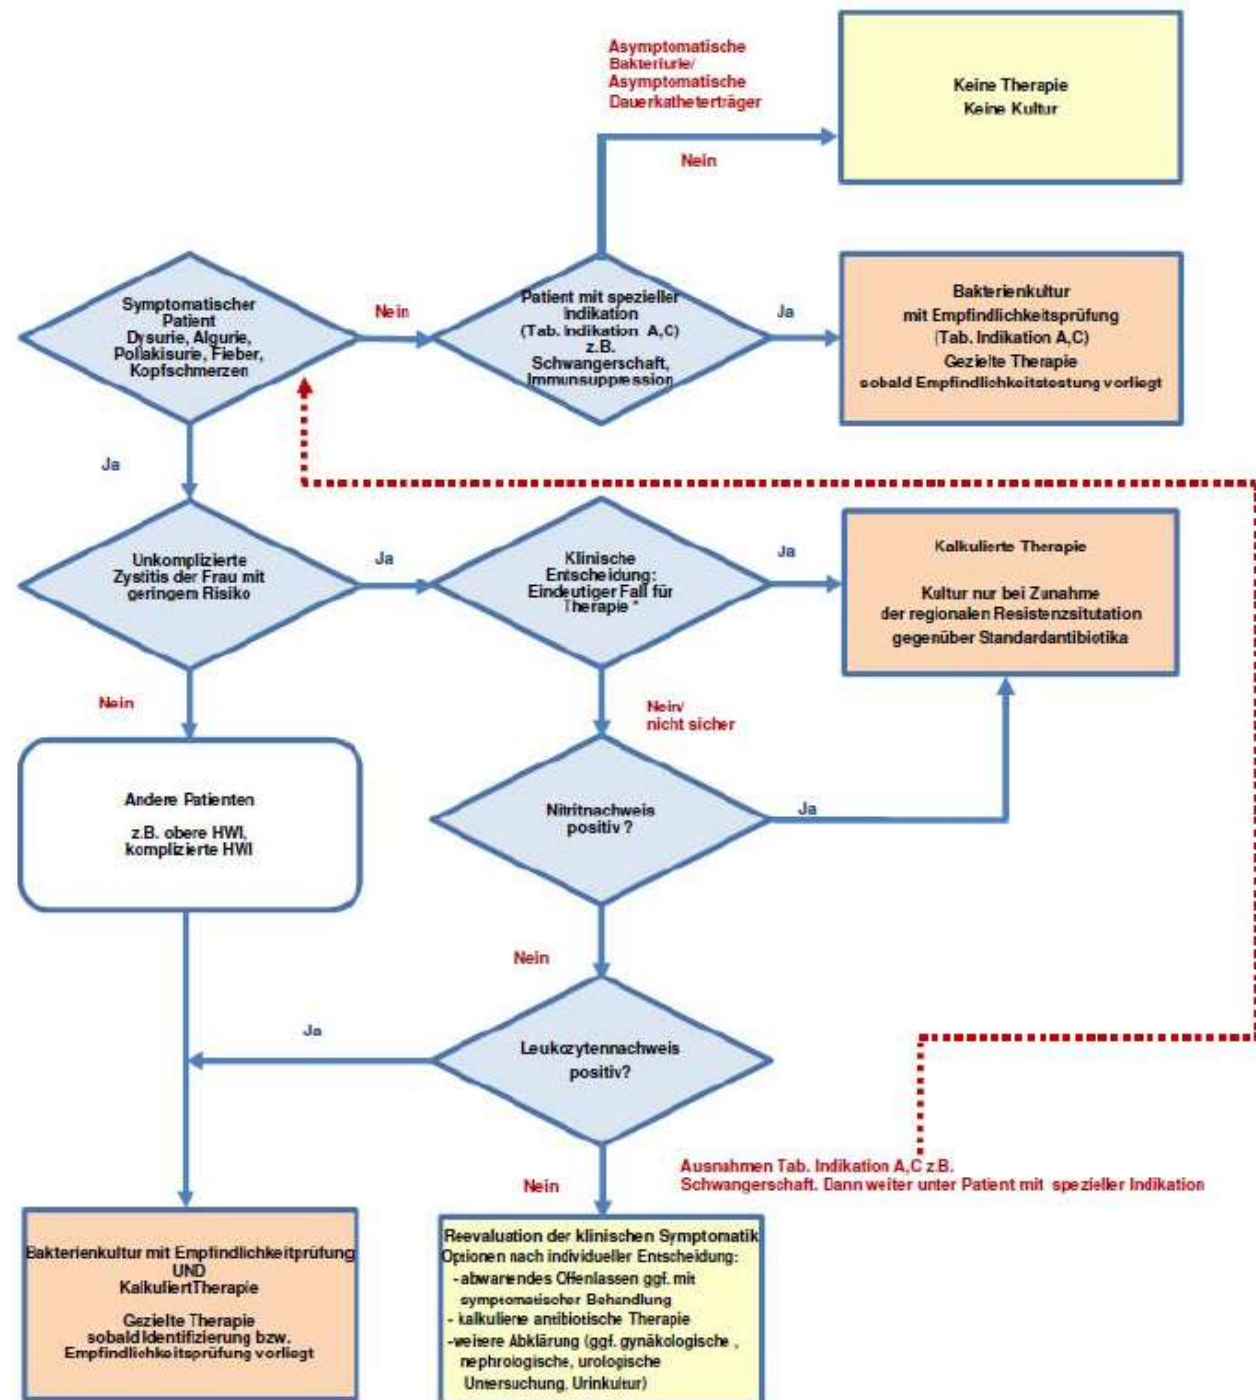 Asymptomatische
Bakteriurie/
Asymptomatische
Dauerkatheterträger
Keine Therapie
Keine Kultur
Nein
Symptomatischer
Patient
Dysurie, Algurie,
Pollakisurie, Fieber,
Kopfschmerzen
Nein
Patient mit spezieller
Indikation
(Tab. Indikation A,C)
z.B.
Schwangerschaft,
Immunsuppression
Ja
Bakterienkultur
mit Empfindlichkeitsprüfung
(Tab. Indikation A,C)
Gezielte Therapie
sobald Empfindlichkeitstestung vorliegt
Ja
Unkomplizierte
Zystitis der Frau mit
geringem Risiko
Ja
Klinische
Entscheidung:
Eindeutiger Fall für
Therapie *
Ja
Kalkulierte Therapie
Kultur nur bei Zunahme
der regionalen Resistenzsitutation
gegenüber Standardantibiotika
Nein
Nein/
nicht sicher
Andere Patienten
z.B. obere HWI,
komplizierte HWI
Nitritnachweis
positiv ?
Ja
Nein
Ja
Leukozytennachweis
positiv?
Nein
Ausnahmen Tab. Indikation A,C z.B.
Schwangerschaft. Dann weiter unter Patient mit spezieller Indikation
Bakterienkultur mit Empfindlichkeitprüfung
UND
KalkuliertTherapie
Gezielte Therapie
sobald Identifizierung bzw.
Empfindlichkeitsprüfung vorliegt
Reevaluation der klinischen Symptomatik
Optionen nach individueller Entscheidung:
- abwartendes Offenlassen ggf. mit
symptomatischer Behandlung
- kalkulierte antibiotische Therapie
- weitere Abklärung (ggf. gynäkologische ,
nephrologische, urologische
Untersuchung, Urinkultur)